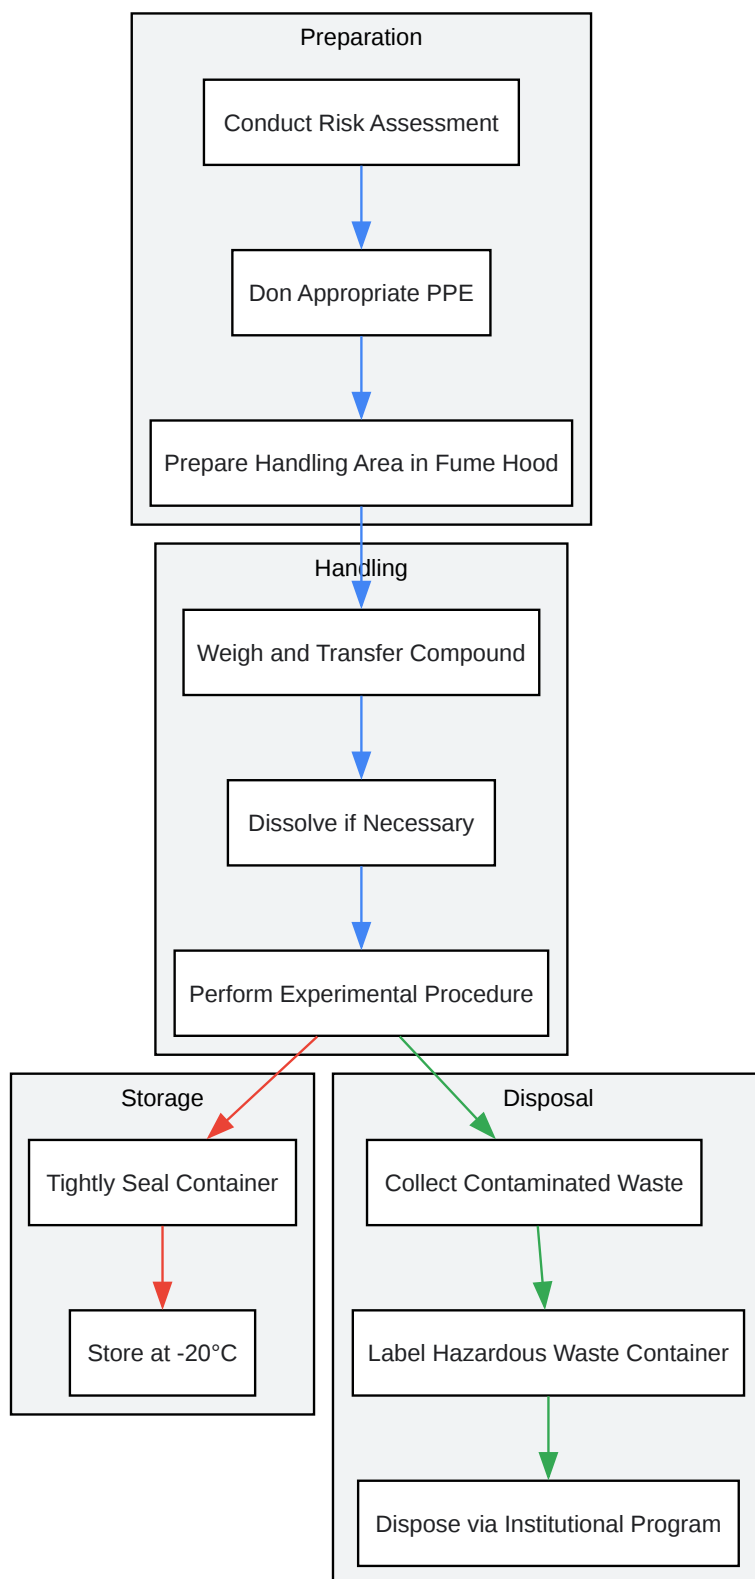 Preparation
Conduct Risk Assessment
Don Appropriate PPE
Prepare Handling Area in Fume Hood
Handling
Weigh and Transfer Compound
Dissolve if Necessary
Perform Experimental Procedure
Storage
Tightly Seal Container
Store at -20°C
Disposal
Collect Contaminated Waste
Label Hazardous Waste Container
Dispose via Institutional Program